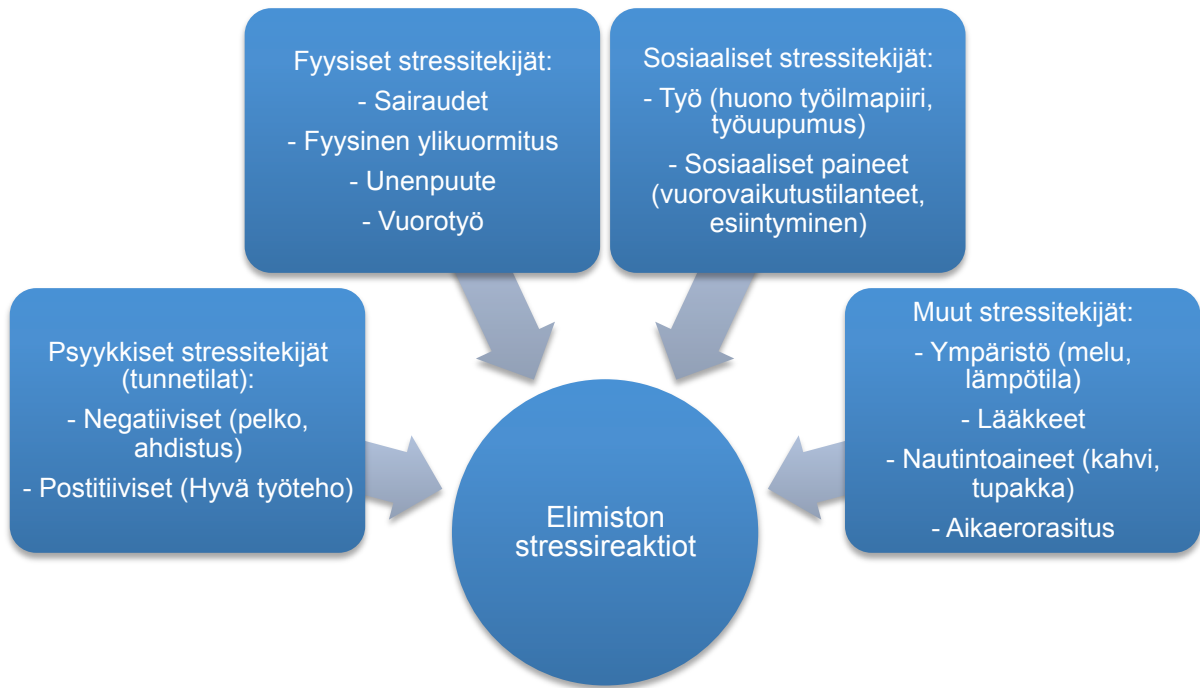 Fyysiset stressitekijät:
- Sairaudet
- Fyysinen ylikuormitus
- Unenpuute
- Vuorotyö
Sosiaaliset stressitekijät:
- Työ (huono työilmapiiri,
työuupumus)
- Sosiaaliset paineet
(vuorovaikutustilanteet,
esiintyminen)
Psyykkiset stressitekijät
(tunnetilat):
- Negatiiviset (pelko,
ahdistus)
- Postitiiviset (Hyvä työteho)
Muut stressitekijät:
- Ympäristö (melu,
lämpötila)
- Lääkkeet
- Nautintoaineet (kahvi,
tupakka)
- Aikaerorasitus
Elimiston
stressireaktiot